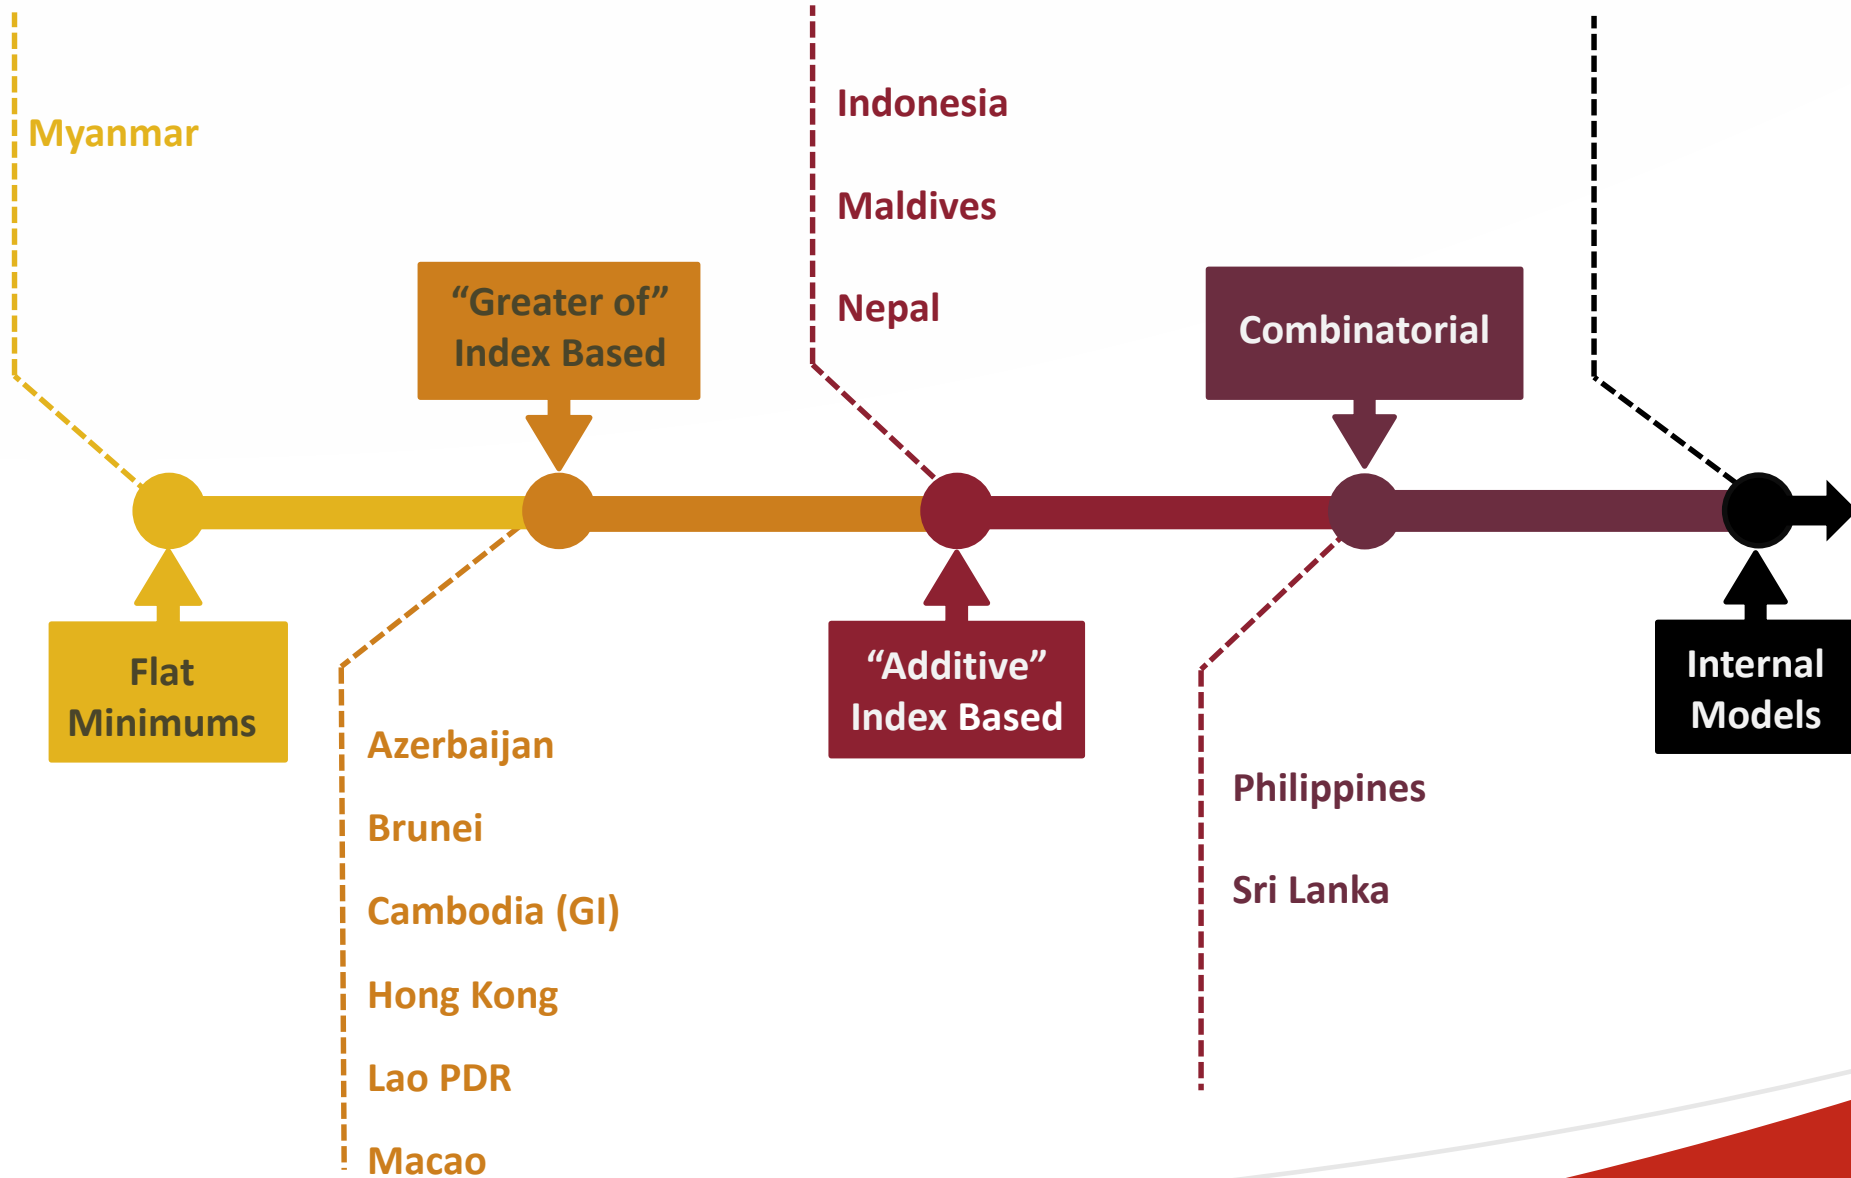 Myanmar
Indonesia
Maldives
Nepal
“Greater of”
Index Based
Combinatorial
Flat
Minimums
“Additive”
Index Based
Internal
Models
Azerbaijan
Brunei
Cambodia (GI)
Hong Kong
Lao PDR
Macao
Philippines
Sri Lanka